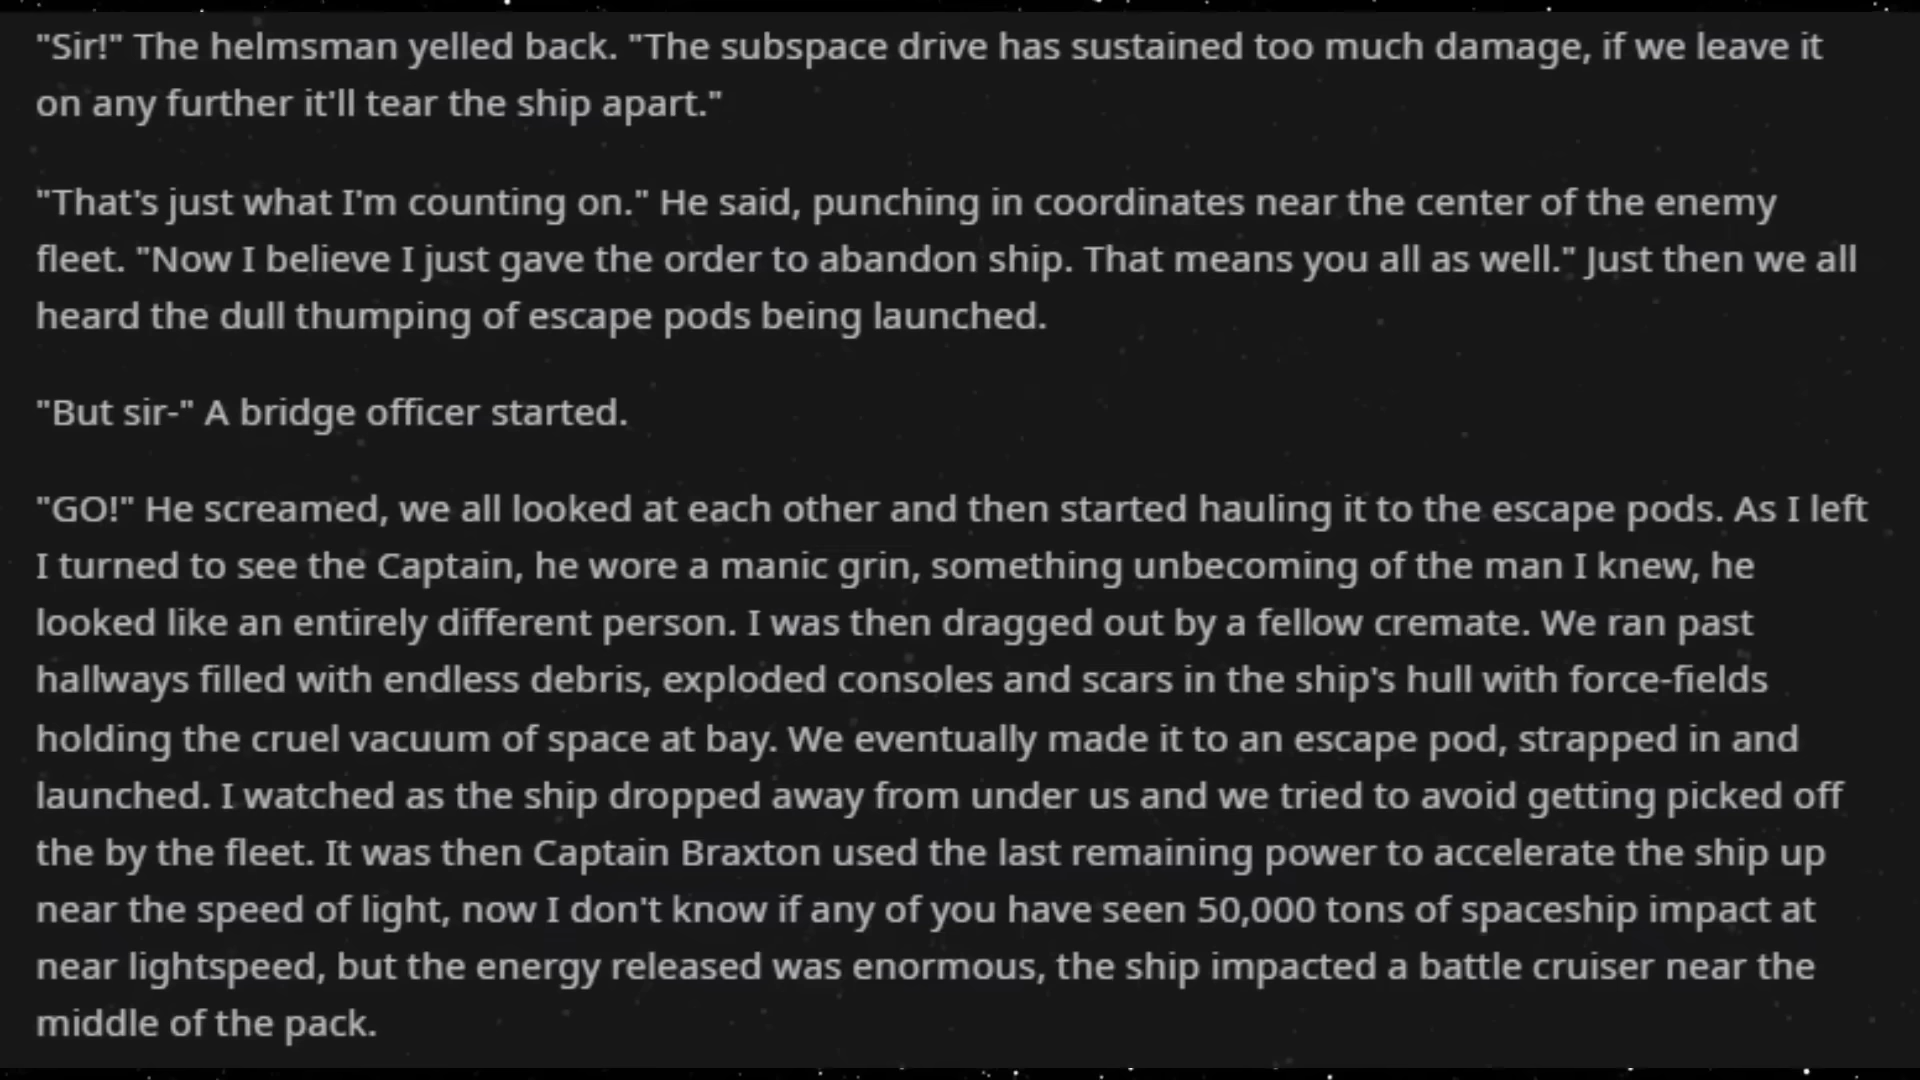 "Sir!" The helmsman yelled back. "The subspace drive has sustained too much damage, if we leave it
on any further it'll tear the ship apart."
"That's just what I'm counting on." He said, punching in coordinates near the center of the enemy
fleet. "Now I believe I just gave the order to abandon ship. That means you all as well." Just then we all
heard the dull thumping of escape pods being launched.
"But sir-" A bridge officer started.
"GO!" He screamed, we all looked at each other and then started hauling it to the escape pods. As I left
I turned to see the Captain, he wore a manic grin, something unbecoming of the man I knew, he
looked like an entirely different person. I was then dragged out by a fellow cremate. We ran past
hallways filled with endless debris, exploded consoles and scars in the ship's hull with force-fields
holding the cruel vacuum of space at bay. We eventually made it to an escape pod, strapped in and
launched. I watched as the ship dropped away from under us and we tried to avoid getting picked off
the by the fleet. It was then Captain Braxton used the last remaining power to accelerate the ship up
near the speed of light, now I don't know if any of you have seen 50,000 tons of spaceship impact at
near lightspeed, but the energy released was enormous, the ship impacted a battle cruiser near the
middle of the pack.